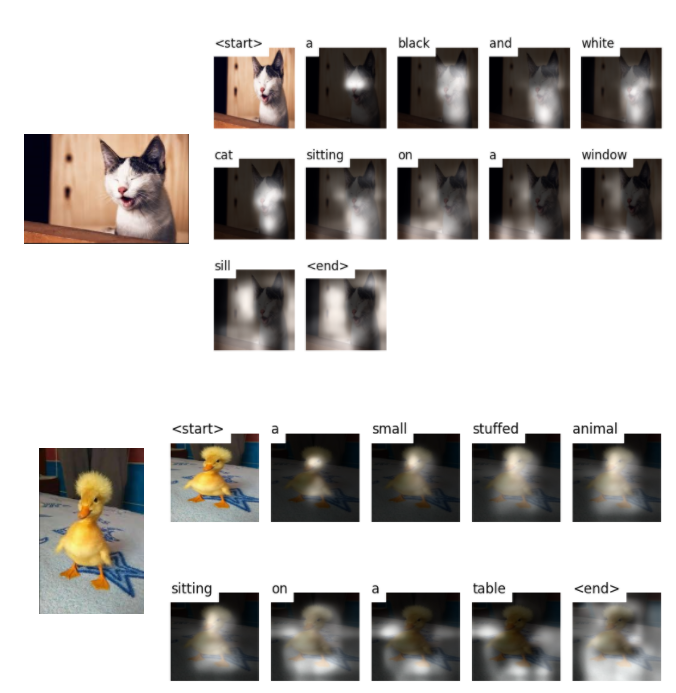 <start> a black and white
cat sitting on a window
sill <end>
<start> a small stuffed animal
sitting on a table <end>